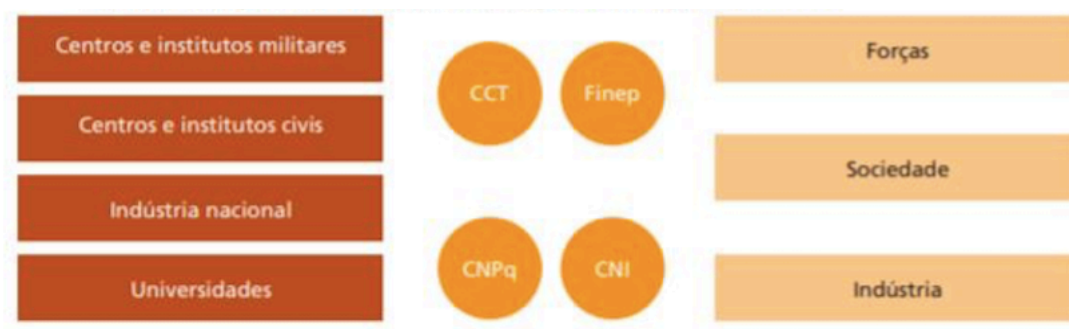 Centros e institutos militares
Centros e institutos civis
Indústria nacional
Universidades
CCT
Finep
CNPq
CNI
Forças
Sociedade
Indústria